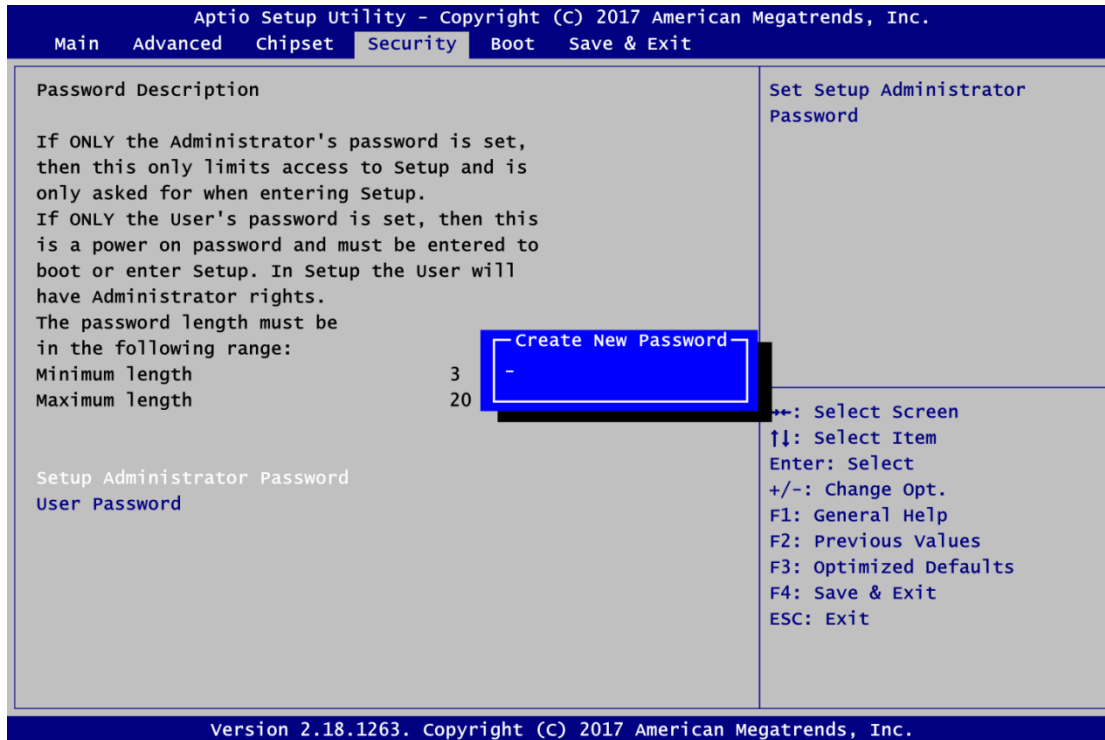 Aptio Setup Utility - Copyright (C) 2017 American Megatrends, Inc.
Main Advanced Chipset Security Boot Save & Exit
Password Description
If ONLY the Administrator's password is set,
then this only limits access to Setup and is
only asked for when entering Setup.
If ONLY the User's password is set, then this
is a power on password and must be entered to
boot or enter Setup. In Setup the User will
have Administrator rights.
The password length must be
in the following range:
Minimum length 3
Maximum length 20
Create New Password
-
Setup Administrator Password
User Password
Set Setup Administrator
Password
→←: Select Screen
↑↓: Select Item
Enter: Select
+/-: Change Opt.
F1: General Help
F2: Previous Values
F3: Optimized Defaults
F4: Save & Exit
ESC: Exit
Version 2.18.1263. Copyright (C) 2017 American Megatrends, Inc.